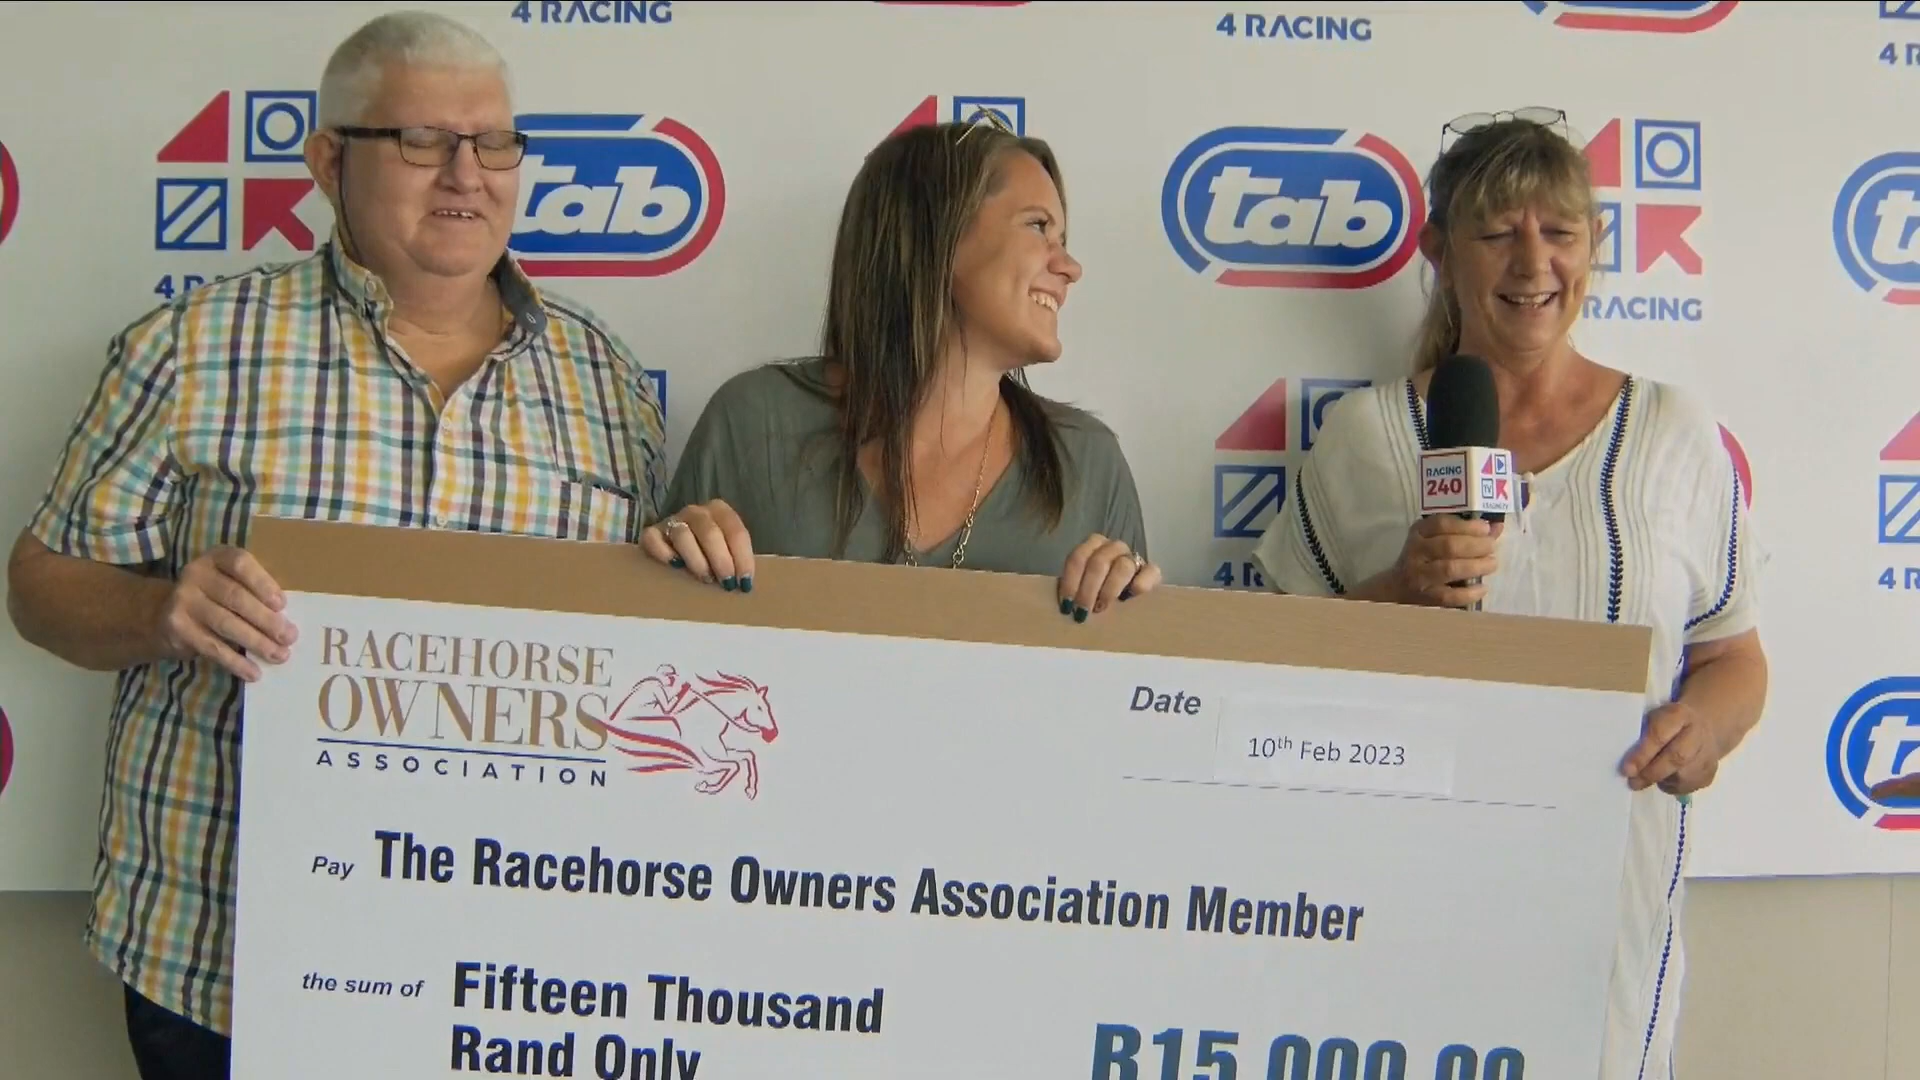 4 RACING
4 RACING
tab
tab
4 RACING
RACING
240
RACEHORSE
OWNERS
ASSOCIATION
Date
10th Feb 2023
Pay The Racehorse Owners Association Member
the sum of Fifteen Thousand
Rand Only
R15 000.00